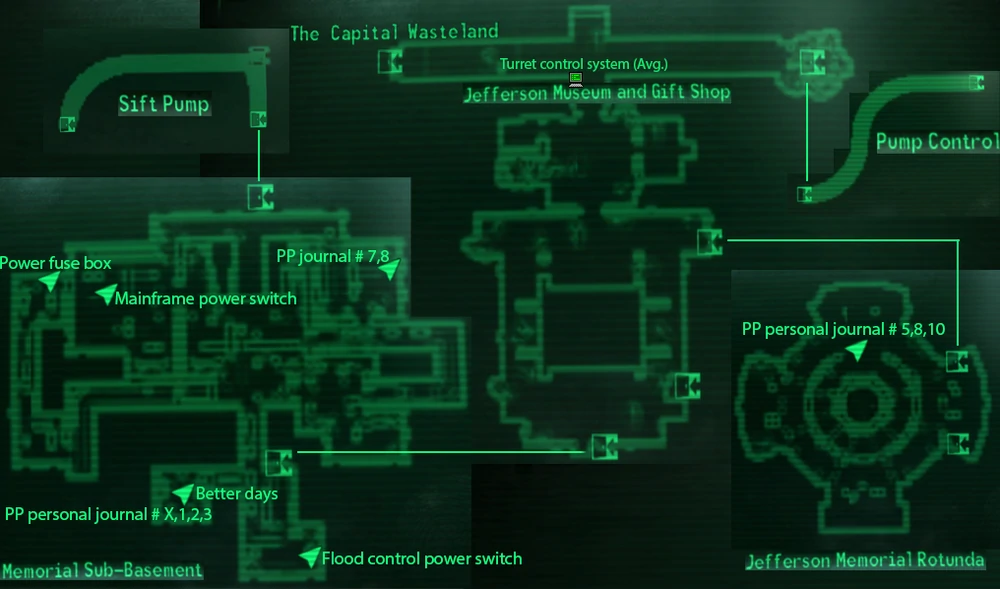 The Capital Wasteland
Turret control system (Avg.)
Jefferson Museum and Gift Shop
Sift Pump
Pump Control
Power fuse box
PP journal # 7,8
Mainframe power switch
PP personal journal # 5,8,10
Better days
PP personal journal # X,1,2,3
Flood control power switch
Memorial Sub-Basement
Jefferson Memorial Rotunda